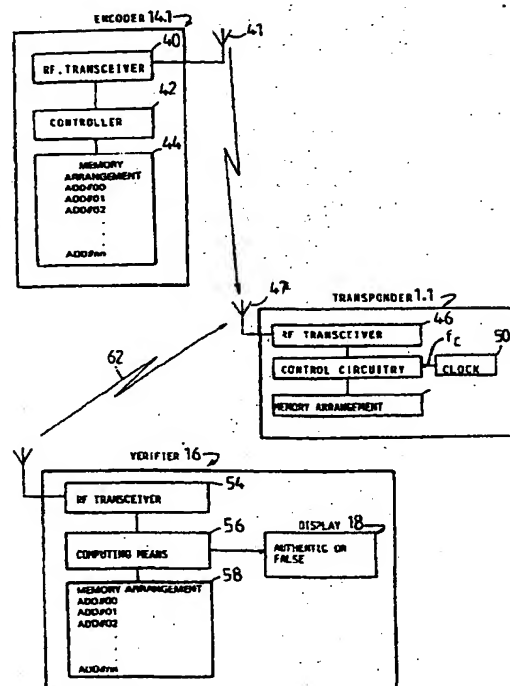 ENCODER 14.1
40
41
RF. TRANSCEIVER
42
CONTROLLER
44
MEMORY
ARRANGEMENT
ADD#00
ADD#01
ADD#02
ADD#nn
47
TRANSPONDER 1.1
46
RF TRANSCEIVER
fc
50
CONTROL CIRCUITRY
CLOCK
MEMORY ARRANGEMENT
62
VERIFIER 16
54
RF TRANSCEIVER
56
DISPLAY 18
COMPUTING MEANS
AUTHENTIC OR
FALSE
58
MEMORY ARRANGEMENT
ADD#00
ADD#01
ADD#02
ADD#nn